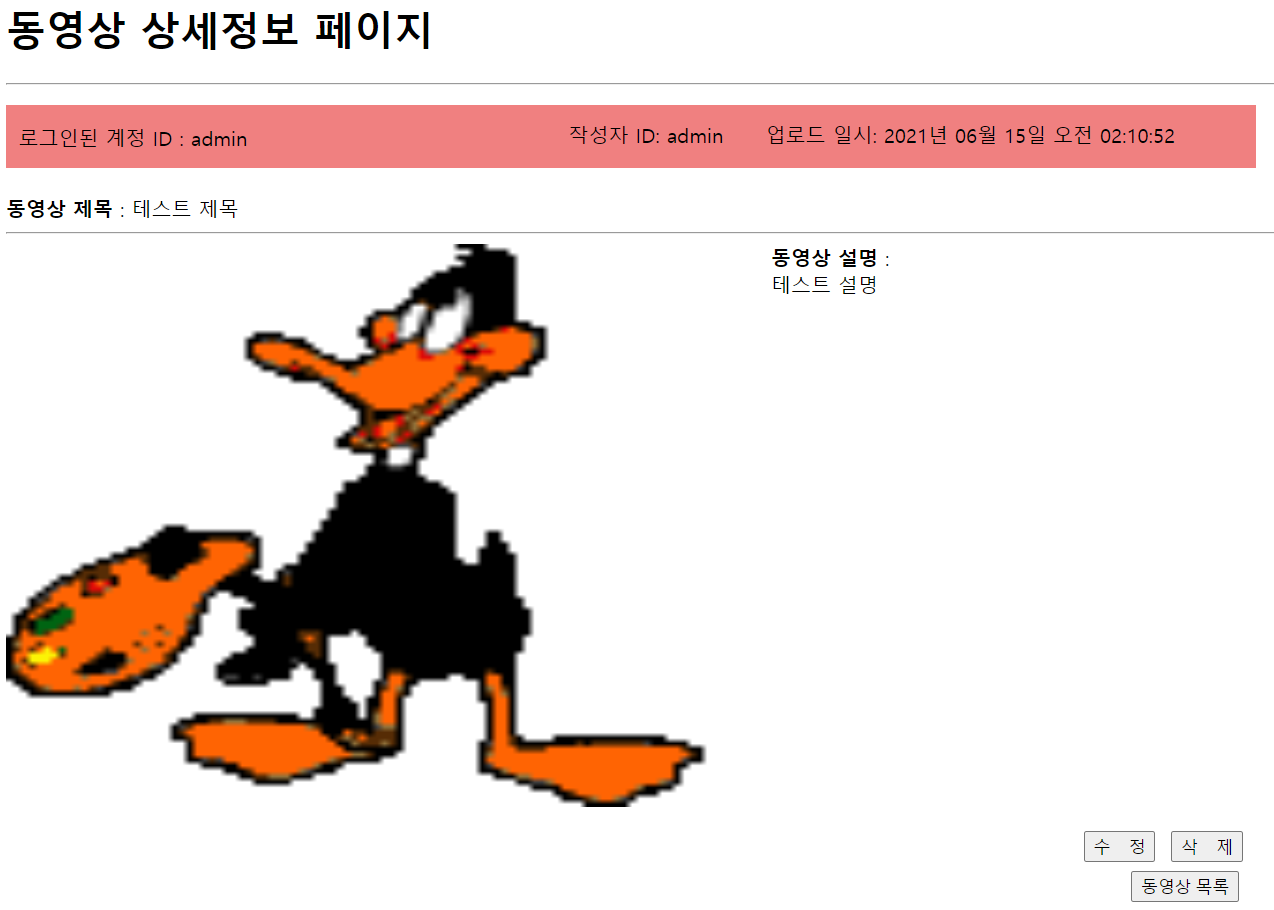 동영상 상세정보 페이지
로그인된 계정 ID : admin 작성자 ID: admin 업로드 일시: 2021년 06월 15일 오전 02:10:52
동영상 제목 : 테스트 제목
동영상 설명 :
테스트 설명
수 정 삭 제
동영상 목록